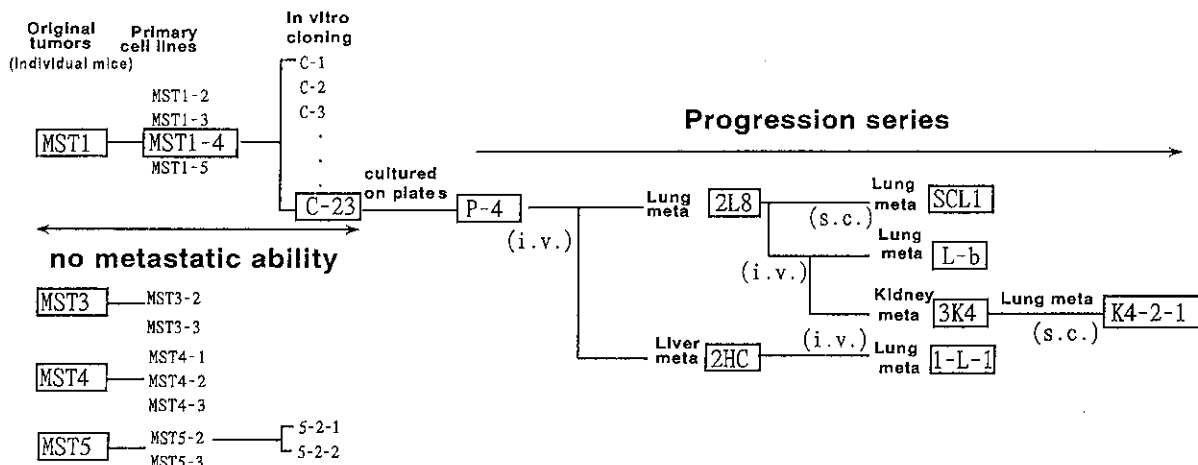 Original
tumors
(individual mice)
Primary
cell lines
In vitro
cloning
C-1
C-2
C-3
.
.
.
.
MST1-2
MST1-3
MST1
MST1-4
MST1-5
C-23
cultured
on plates
P-4
no metastatic ability
Progression series
(i.v.)
Lung
meta
2L8
(s.c.)
Lung
meta
SCL1
(i.v.)
Lung
meta
L-b
Kidney
meta
3K4
Lung meta
(s.c.)
K4-2-1
Liver
meta
2HC
(i.v.)
Lung
meta
1-L-1
MST3
MST3-2
MST3-3
MST4
MST4-1
MST4-2
MST4-3
MST5
MST5-2
MST5-3
5-2-1
5-2-2